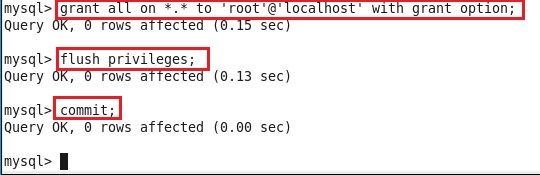 mysql> grant all on *.* to 'root'@'localhost' with grant option;
Query OK, 0 rows affected (0.15 sec)
mysql> flush privileges;
Query OK, 0 rows affected (0.13 sec)
mysql> commit;
Query OK, 0 rows affected (0.00 sec)
mysql>